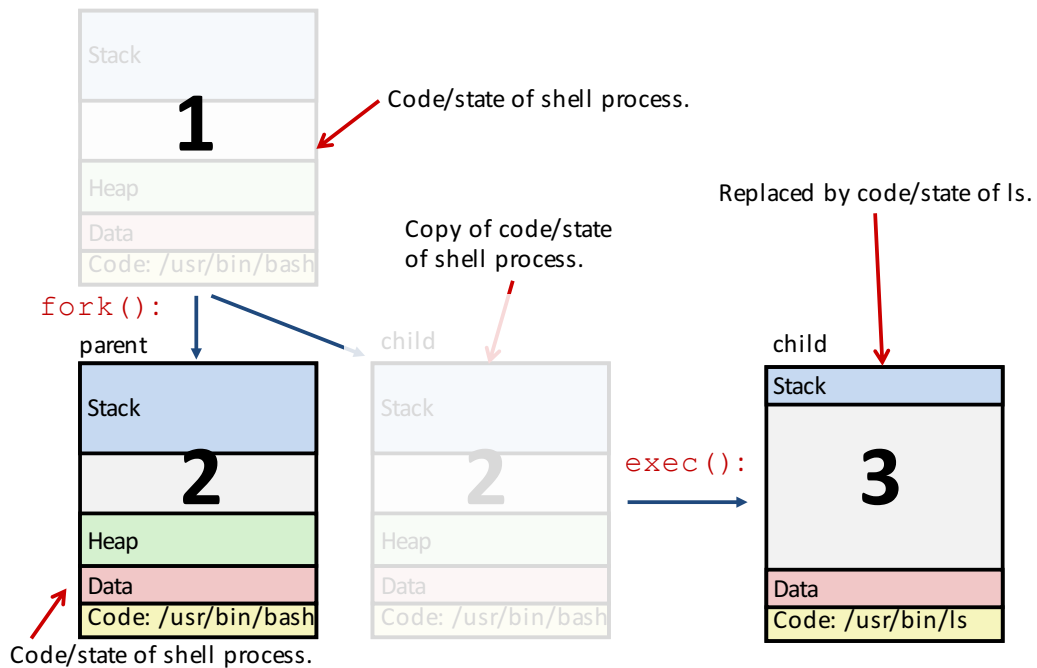 Stack
1
Code/state of shell process.
Heap
Data
Code: /usr/bin/bash
Replaced by code/state of ls.
Copy of code/state
of shell process.
fork():
parent
child
child
Stack
2
Heap
Data
Code: /usr/bin/bash
Stack
2
Heap
Data
Code: /usr/bin/bash
exec():
Stack
3
Data
Code: /usr/bin/ls
Code/state of shell process.